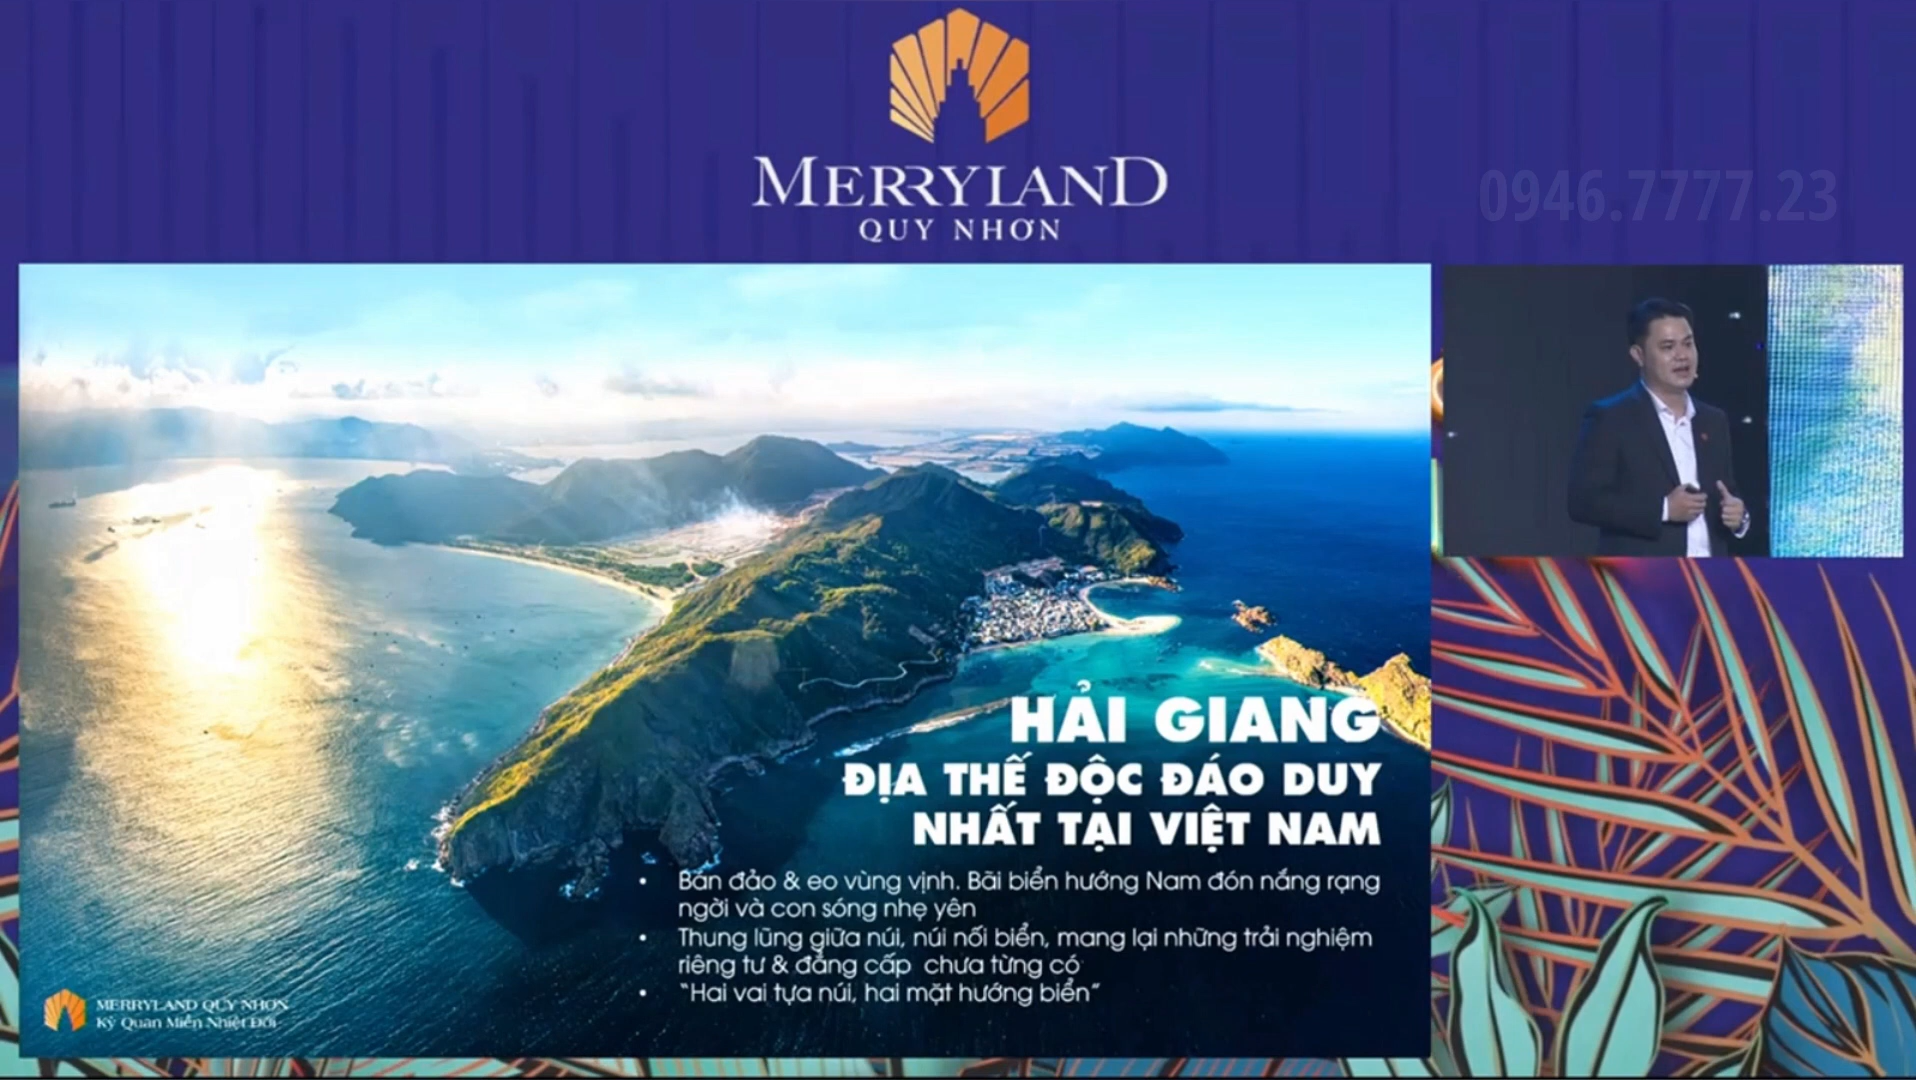 MERRYLAND
QUY NHƠN
0946.7777.23
HẢI GIANG
ĐỊA THẾ ĐỘC ĐÁO DUY
NHẤT TẠI VIỆT NAM
• Bán đảo & eo vùng vịnh. Bãi biển hướng Nam đón nắng rạng
ngời và con sóng nhẹ yên
• Thung lũng giữa núi, núi nối biển, mang lại những trải nghiệm
riêng tư & đẳng cấp chưa từng có
• “Hai vai tựa núi, hai mặt hướng biển”
MERRYLAND QUY NHƠN
Kỳ Quan Miền Nhiệt Đới